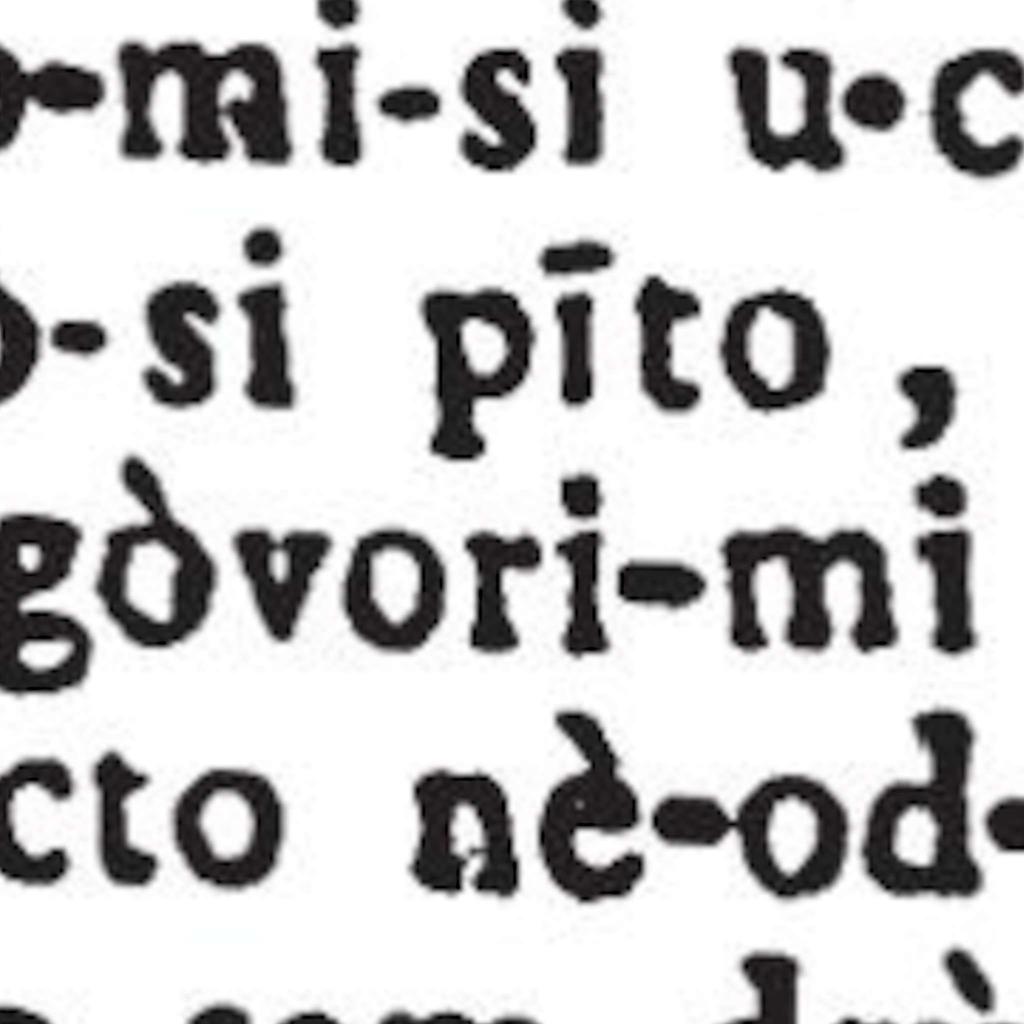 -mi-si u•c
-si pīto,
gòvori-mi
cto nè-od-